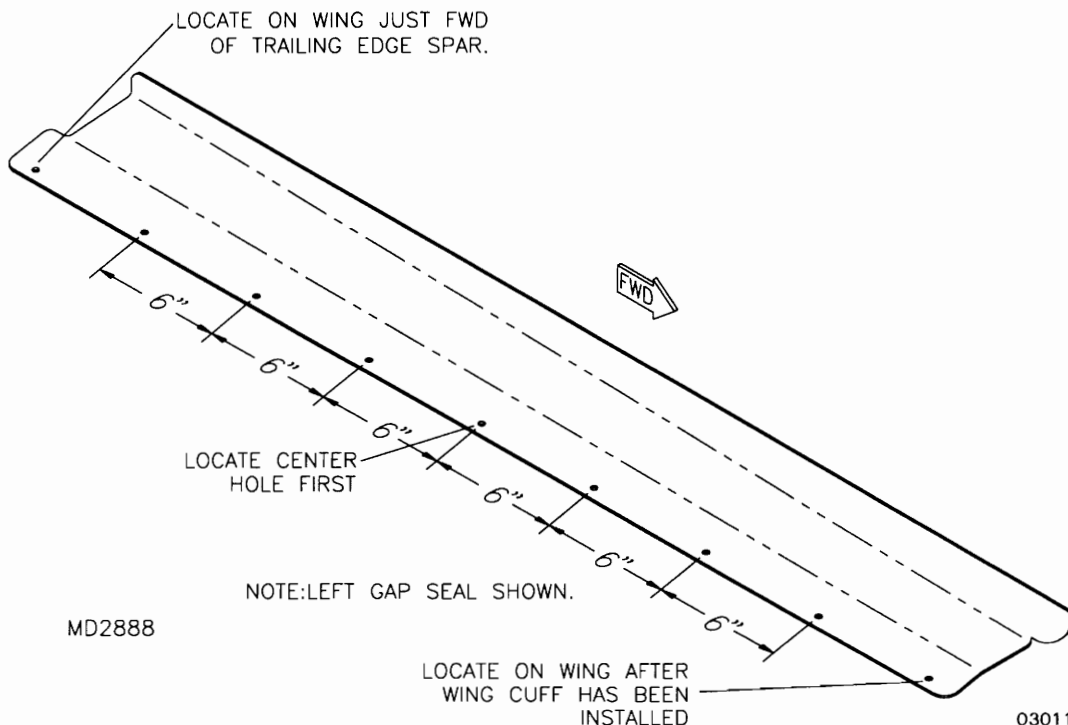 LOCATE ON WING JUST FWD
OF TRAILING EDGE SPAR.
FWD
6”
6”
6”
6”
6”
6”
LOCATE CENTER
HOLE FIRST
NOTE:LEFT GAP SEAL SHOWN.
MD2888
LOCATE ON WING AFTER
WING CUFF HAS BEEN
INSTALLED
03011